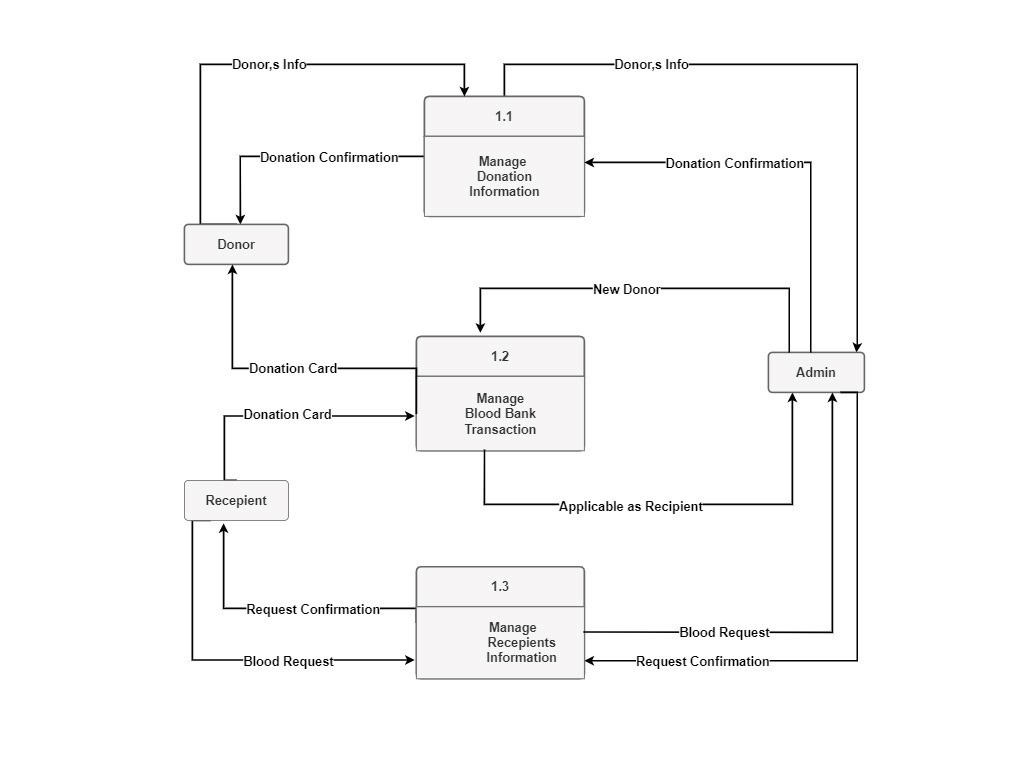 Donor,s Info
Donor,s Info
1.1
Manage
Donation
Information
Donation Confirmation
Donation Confirmation
Donor
New Donor
1.2
Manage
Blood Bank
Transaction
Donation Card
Admin
Donation Card
Recepient
Applicable as Recipient
1.3
Manage
Recepients
Information
Request Confirmation
Blood Request
Blood Request
Request Confirmation